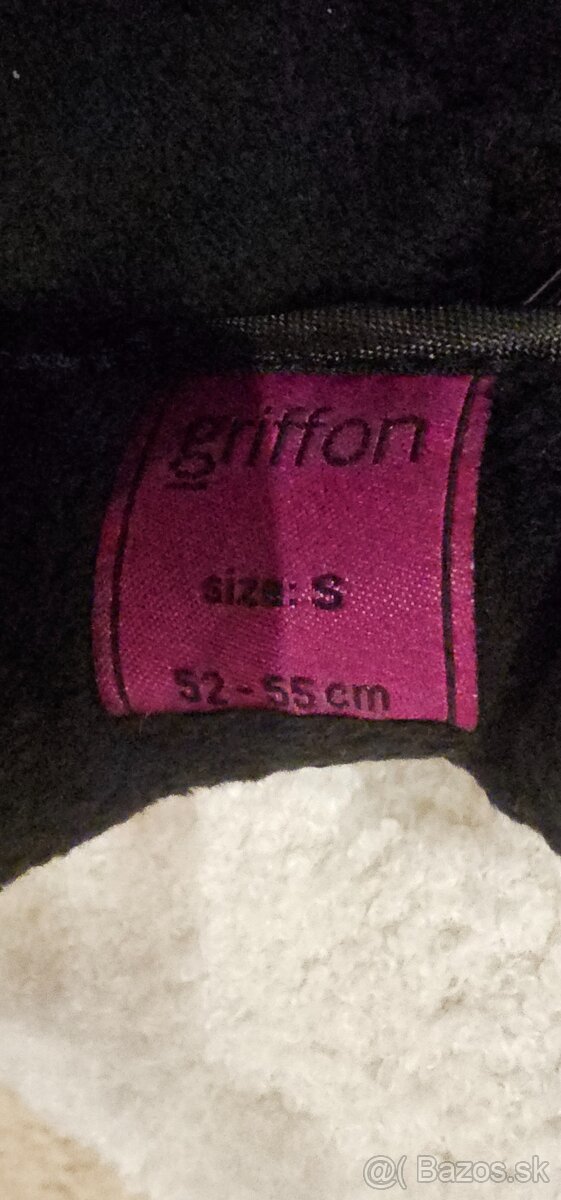 griffon
size: S
52-55 cm
@( Bazos.sk